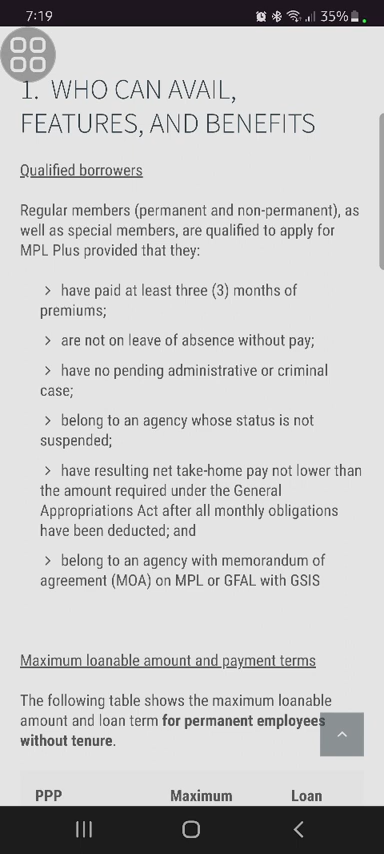 7:19
35%
1. WHO CAN AVAIL,
FEATURES, AND BENEFITS
Qualified borrowers
Regular members (permanent and non-permanent), as
well as special members, are qualified to apply for
MPL Plus provided that they:
> have paid at least three (3) months of
premiums;
> are not on leave of absence without pay;
> have no pending administrative or criminal
case;
> belong to an agency whose status is not
suspended;
> have resulting net take-home pay not lower than
the amount required under the General
Appropriations Act after all monthly obligations
have been deducted; and
> belong to an agency with memorandum of
agreement (MOA) on MPL or GFAL with GSIS
Maximum loanable amount and payment terms
The following table shows the maximum loanable
amount and loan term for permanent employees
without tenure.
PPP Maximum Loan